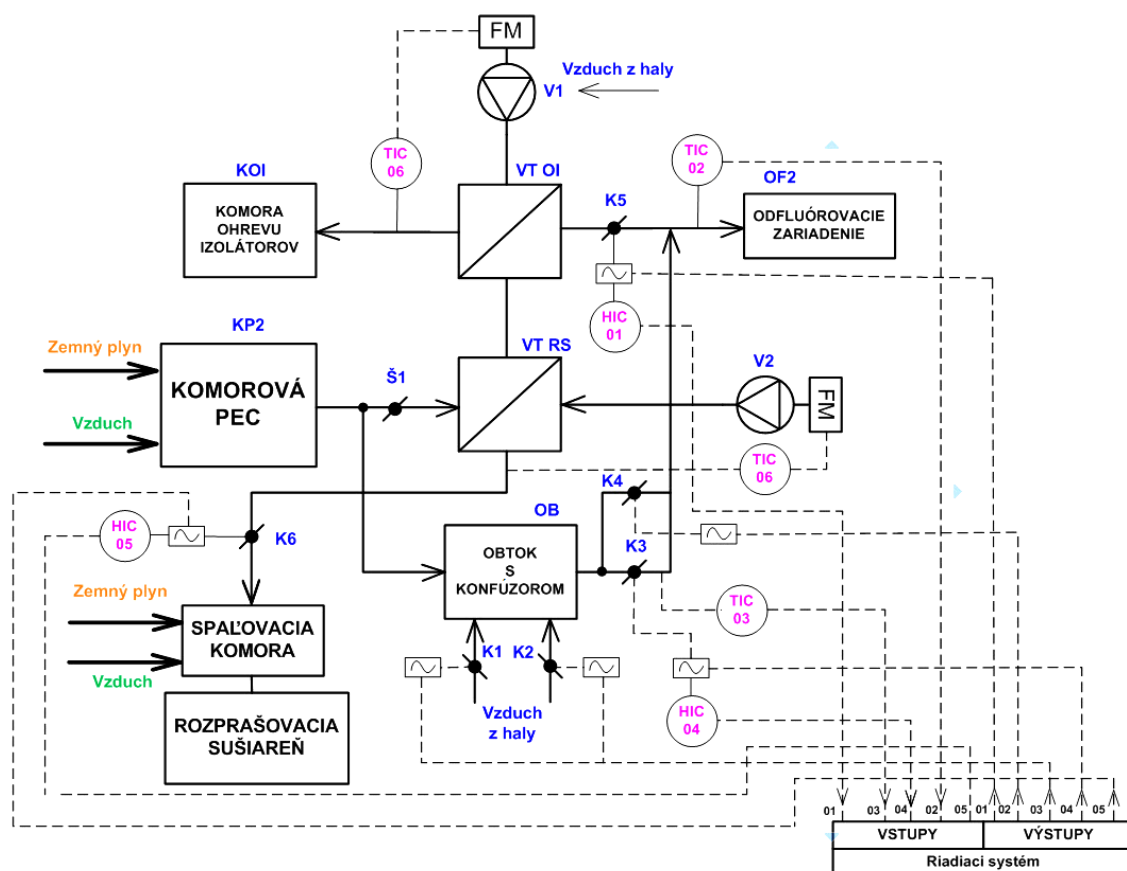 FM
Vzduch z haly
V1
TIC
06
KOI
VT OI
TIC
02
OF2
K5
KOMORA
OHREVU
IZOLÁTOROV
ODFLUÓROVACIE
ZARIADENIE
HIC
01
KP2
VT RS
V2
Zemný plyn
Š1
KOMOROVÁ
PEC
FM
Vzduch
TIC
06
K4
OB
HIC
05
K6
K3
OBTOK
S
KONFÚZOROM
Zemný plyn
TIC
03
SPAĽOVACIA
KOMORA
K1
K2
Vzduch
HIC
04
Vzduch
z haly
ROZPRAŠOVACIA
SUŠIAREŇ
01 03 04 02 05 01 02 03 04 05
VSTUPY VÝSTUPY
Riadiaci systém